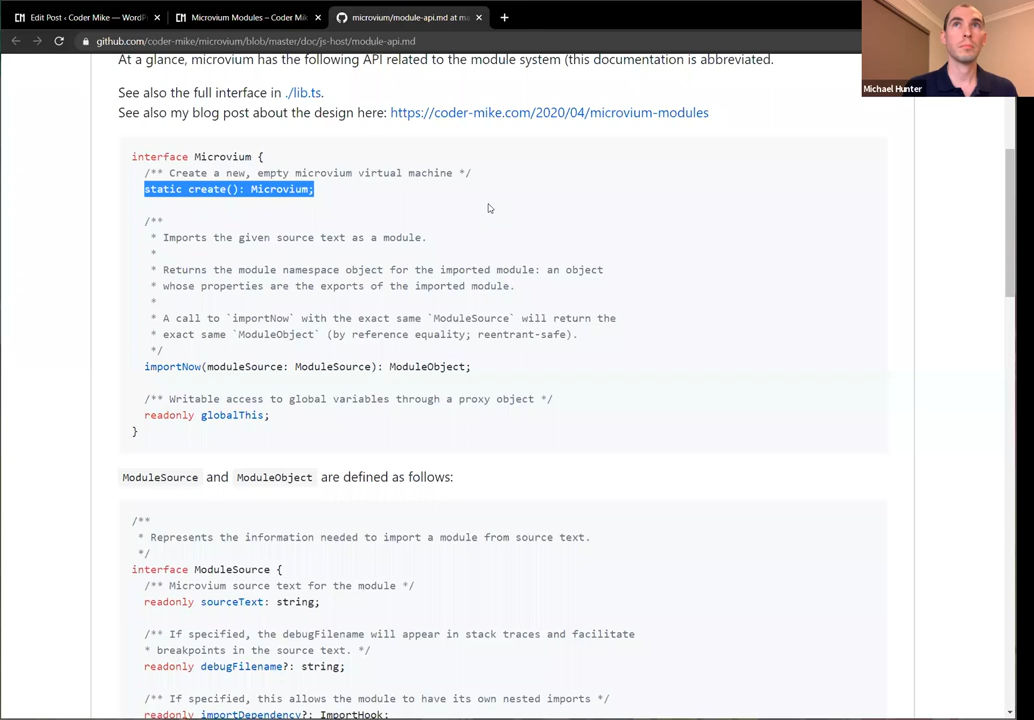 Edit Post ‹ Coder Mike — WordPr
Microvium Modules – Coder Mik
microvium/module-api.md at ma
github.com/coder-mike/microvium/blob/master/doc/js-host/module-api.md
Michael Hunter
At a glance, microvium has the following API related to the module system (this documentation is abbreviated.
See also the full interface in ./lib.ts.
See also my blog post about the design here: https://coder-mike.com/2020/04/microvium-modules
interface Microvium {
/** Create a new, empty microvium virtual machine */
static create(): Microvium;
/**
* Imports the given source text as a module.
*
* Returns the module namespace object for the imported module: an object
* whose properties are the exports of the imported module.
*
* A call to `importNow` with the exact same `ModuleSource` will return the
* exact same `ModuleObject` (by reference equality; reentrant-safe).
*/
importNow(moduleSource: ModuleSource): ModuleObject;
/** Writable access to global variables through a proxy object */
readonly globalThis;
}
ModuleSource and ModuleObject are defined as follows:
/**
* Represents the information needed to import a module from source text.
*/
interface ModuleSource {
/** Microvium source text for the module */
readonly sourceText: string;
/** If specified, the debugFilename will appear in stack traces and facilitate
* breakpoints in the source text. */
readonly debugFilename?: string;
/** If specified, this allows the module to have its own nested imports */
readonly importDependency?: ImportHook;